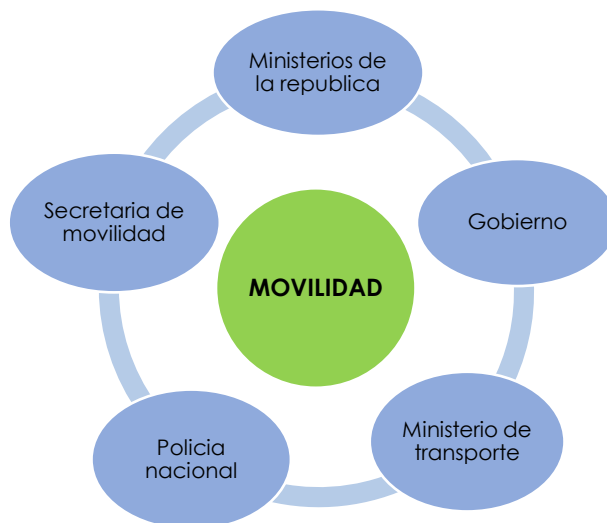 Ministerios de
la republica
Gobierno
Ministerio de
transporte
Policia
nacional
Secretaria de
movilidad
MOVILIDAD